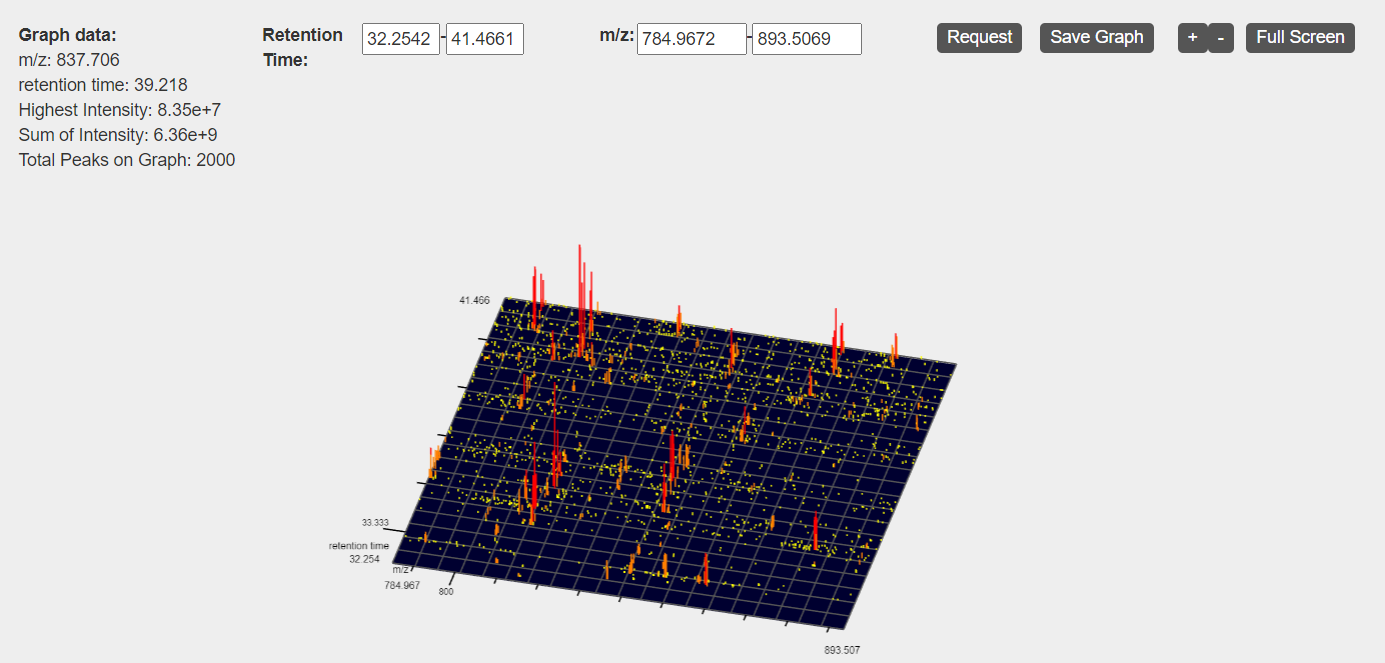 Graph data:
m/z: 837.706
retention time: 39.218
Highest Intensity: 8.35e+7
Sum of Intensity: 6.36e+9
Total Peaks on Graph: 2000
Retention Time: 32.2542 - 41.4661
m/z: 784.9672 - 893.5069
Request
Save Graph
+ -
Full Screen
41.466
33.333
retention time
32.254
m/z
784.967
800
893.507